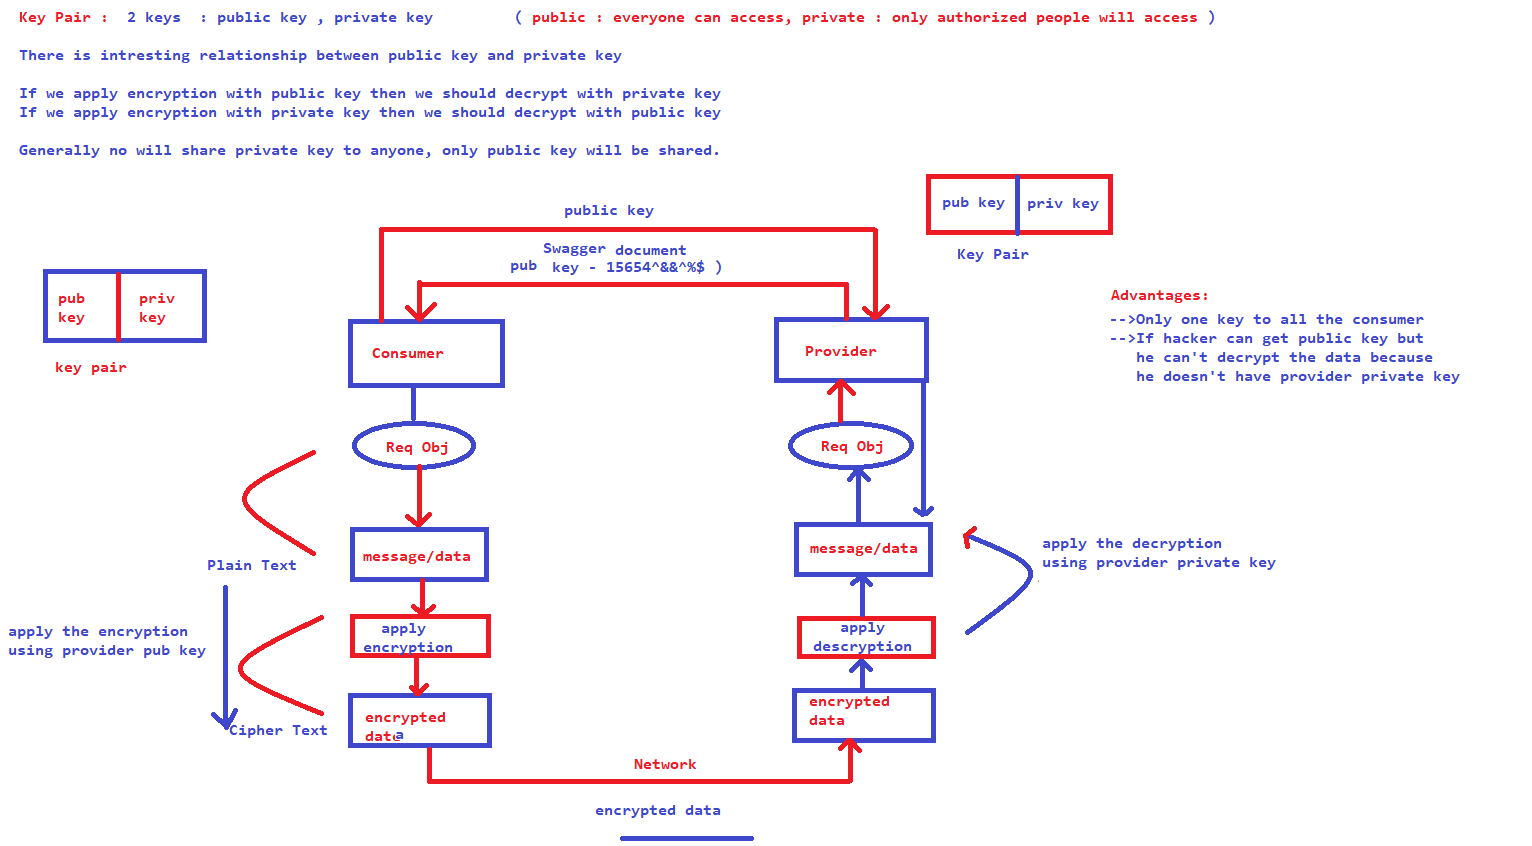 Key Pair :  2 keys  : public key , private key         ( public : everyone can access, private : only authorized people will access )
There is intresting relationship between public key and private key
If we apply encryption with public key then we should decrypt with private key
If we apply encryption with private key then we should decrypt with public key
Generally no will share private key to anyone, only public key will be shared.
pub key
priv key
Key Pair
public key
Swagger document
pub key - 15654^&&^%$ )
pub
key
priv
key
key pair
Consumer
Provider
Advantages:
-->Only one key to all the consumer
-->If hacker can get public key but
he can't decrypt the data because
he doesn't have provider private key
Req Obj
Req Obj
message/data
message/data
apply the decryption
using provider private key
Plain Text
apply the encryption
using provider pub key
apply
encryption
apply
descryption
encrypted
data
encrypted
data
Cipher Text
Network
encrypted data